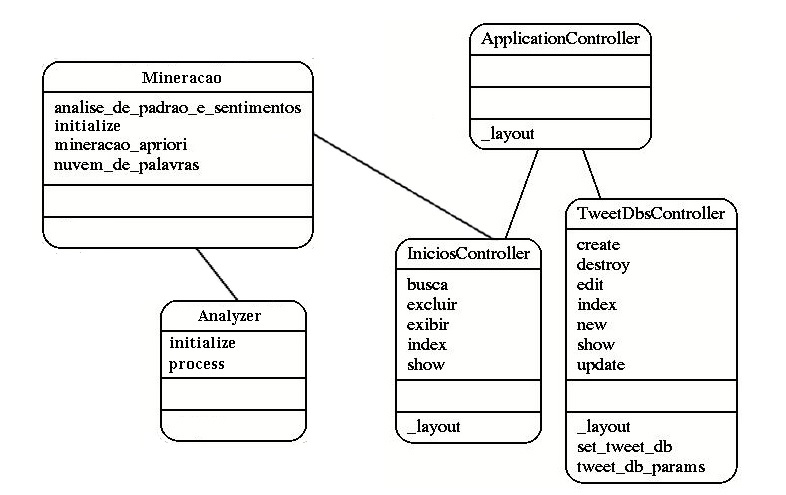 Mineracao
analise_de_padrao_e_sentimentos
initialize
mineracao_apriori
nuvem_de_palavras
ApplicationController
_layout
Analyzer
initialize
process
IniciosController
busca
excluir
exibir
index
show
_layout
TweetDbsController
create
destroy
edit
index
new
show
update
_layout
set_tweet_db
tweet_db_params